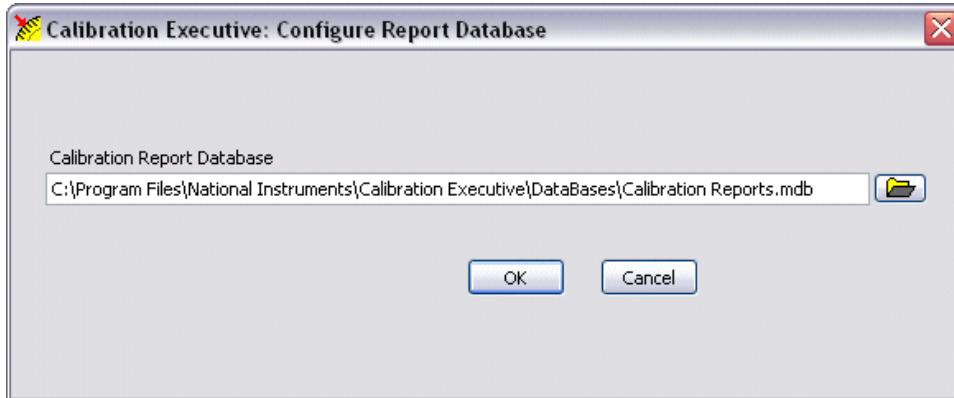 Calibration Executive: Configure Report Database
Calibration Report Database
C:\Program Files\National Instruments\Calibration Executive\DataBases\Calibration Reports.mdb
OK
Cancel